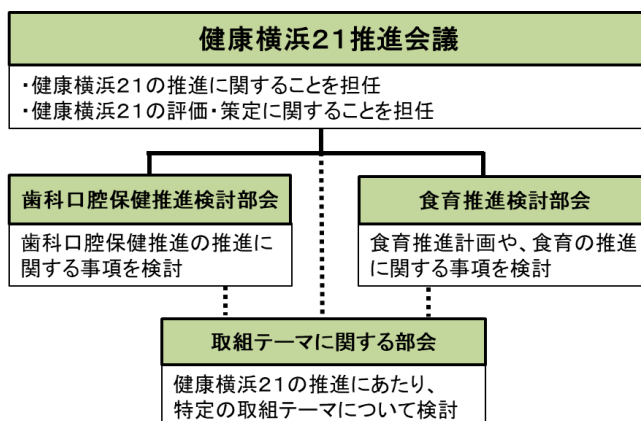 健康横浜２１推進会議
・健康横浜２１の推進に関することを担任
・健康横浜２１の評価・策定に関することを担任
歯科口腔保健推進検討部会
歯科口腔保健推進の推進に
関する事項を検討
食育推進検討部会
食育推進計画や、食育の推進
に関する事項を検討
取組テーマに関する部会
健康横浜２１の推進にあたり、
特定の取組テーマについて検討